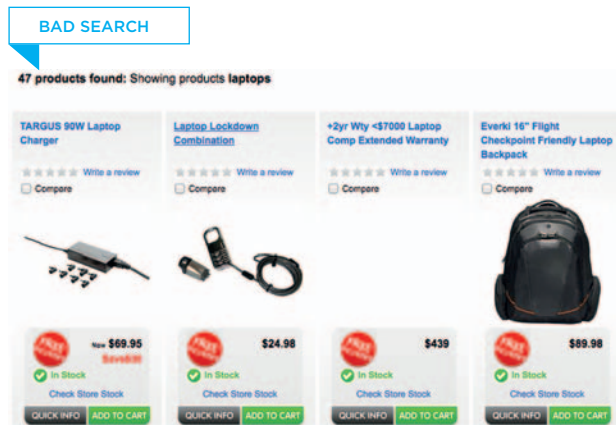 BAD SEARCH
47 products found: Showing products laptops
TARGUS 90W Laptop
Charger
Write a review
Compare
Now $69.95
In Stock
Check Store Stock
QUICK INFO ADD TO CART
Laptop Lockdown
Combination
Write a review
Compare
$24.98
In Stock
Check Store Stock
QUICK INFO ADD TO CART
+2yr Wty <$7000 Laptop
Comp Extended Warranty
Write a review
Compare
$439
In Stock
Check Store Stock
QUICK INFO ADD TO CART
Everki 16" Flight
Checkpoint Friendly Laptop
Backpack
Write a review
Compare
$89.98
In Stock
Check Store Stock
QUICK INFO ADD TO CART